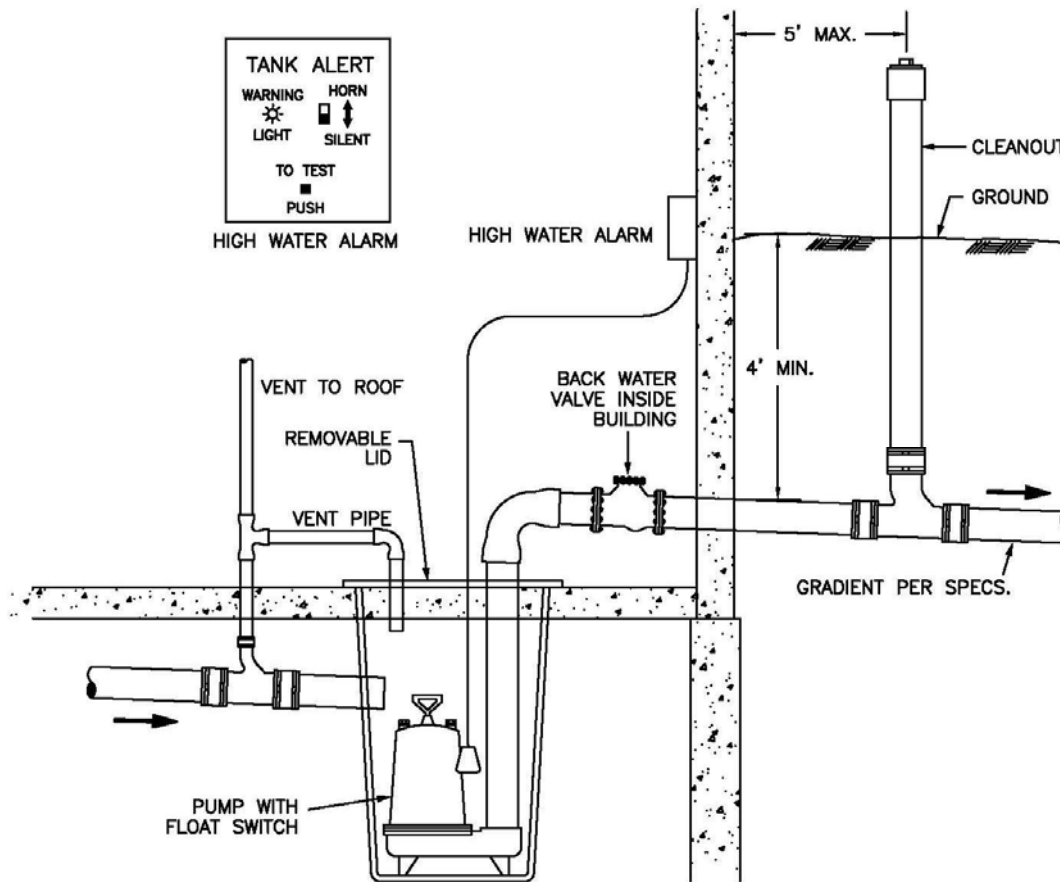 TANK ALERT
WARNING
LIGHT
HORN
SILENT
TO TEST
PUSH
HIGH WATER ALARM
5' MAX.
CLEANOUT
GROUND
HIGH WATER ALARM
4' MIN.
VENT TO ROOF
BACK WATER
VALVE INSIDE
BUILDING
REMOVABLE
LID
VENT PIPE
GRADIENT PER SPECS.
PUMP WITH
FLOAT SWITCH